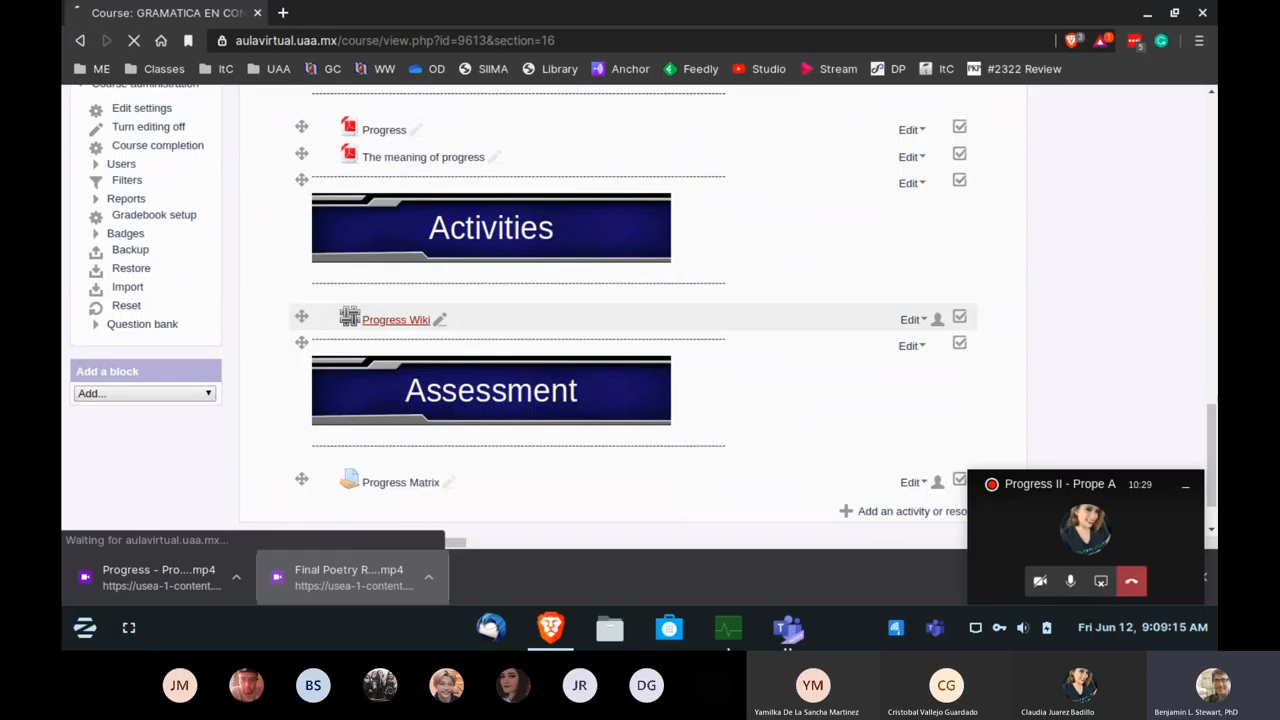 Course: GRAMATICA EN CON
aulavirtual.uaa.mx/course/view.php?id=9613&section=16
3
1
5
ME
Classes
ItC
UAA
GC
WW
OD
SIIMA
Library
Anchor
Feedly
Studio
Stream
DP
ItC
#2322 Review
Course administration
Edit settings
Turn editing off
Course completion
Users
Filters
Reports
Gradebook setup
Badges
Backup
Restore
Import
Reset
Question bank
Add a block
Add...
Progress
Edit
The meaning of progress
Edit
Edit
Activities
Progress Wiki
Edit
Edit
Assessment
Progress Matrix
Edit
Add an activity or reso
Waiting for aulavirtual.uaa.mx...
Progress - Pro....mp4
https://usea-1-content....
Final Poetry R....mp4
https://usea-1-content....
Progress II - Prope A
10:29
Fri Jun 12, 9:09:15 AM
JM
BS
JR
DG
YM
Yamilka De La Sancha Martinez
CG
Cristobal Vallejo Guardado
Claudia Juarez Badillo
Benjamin L. Stewart, PhD